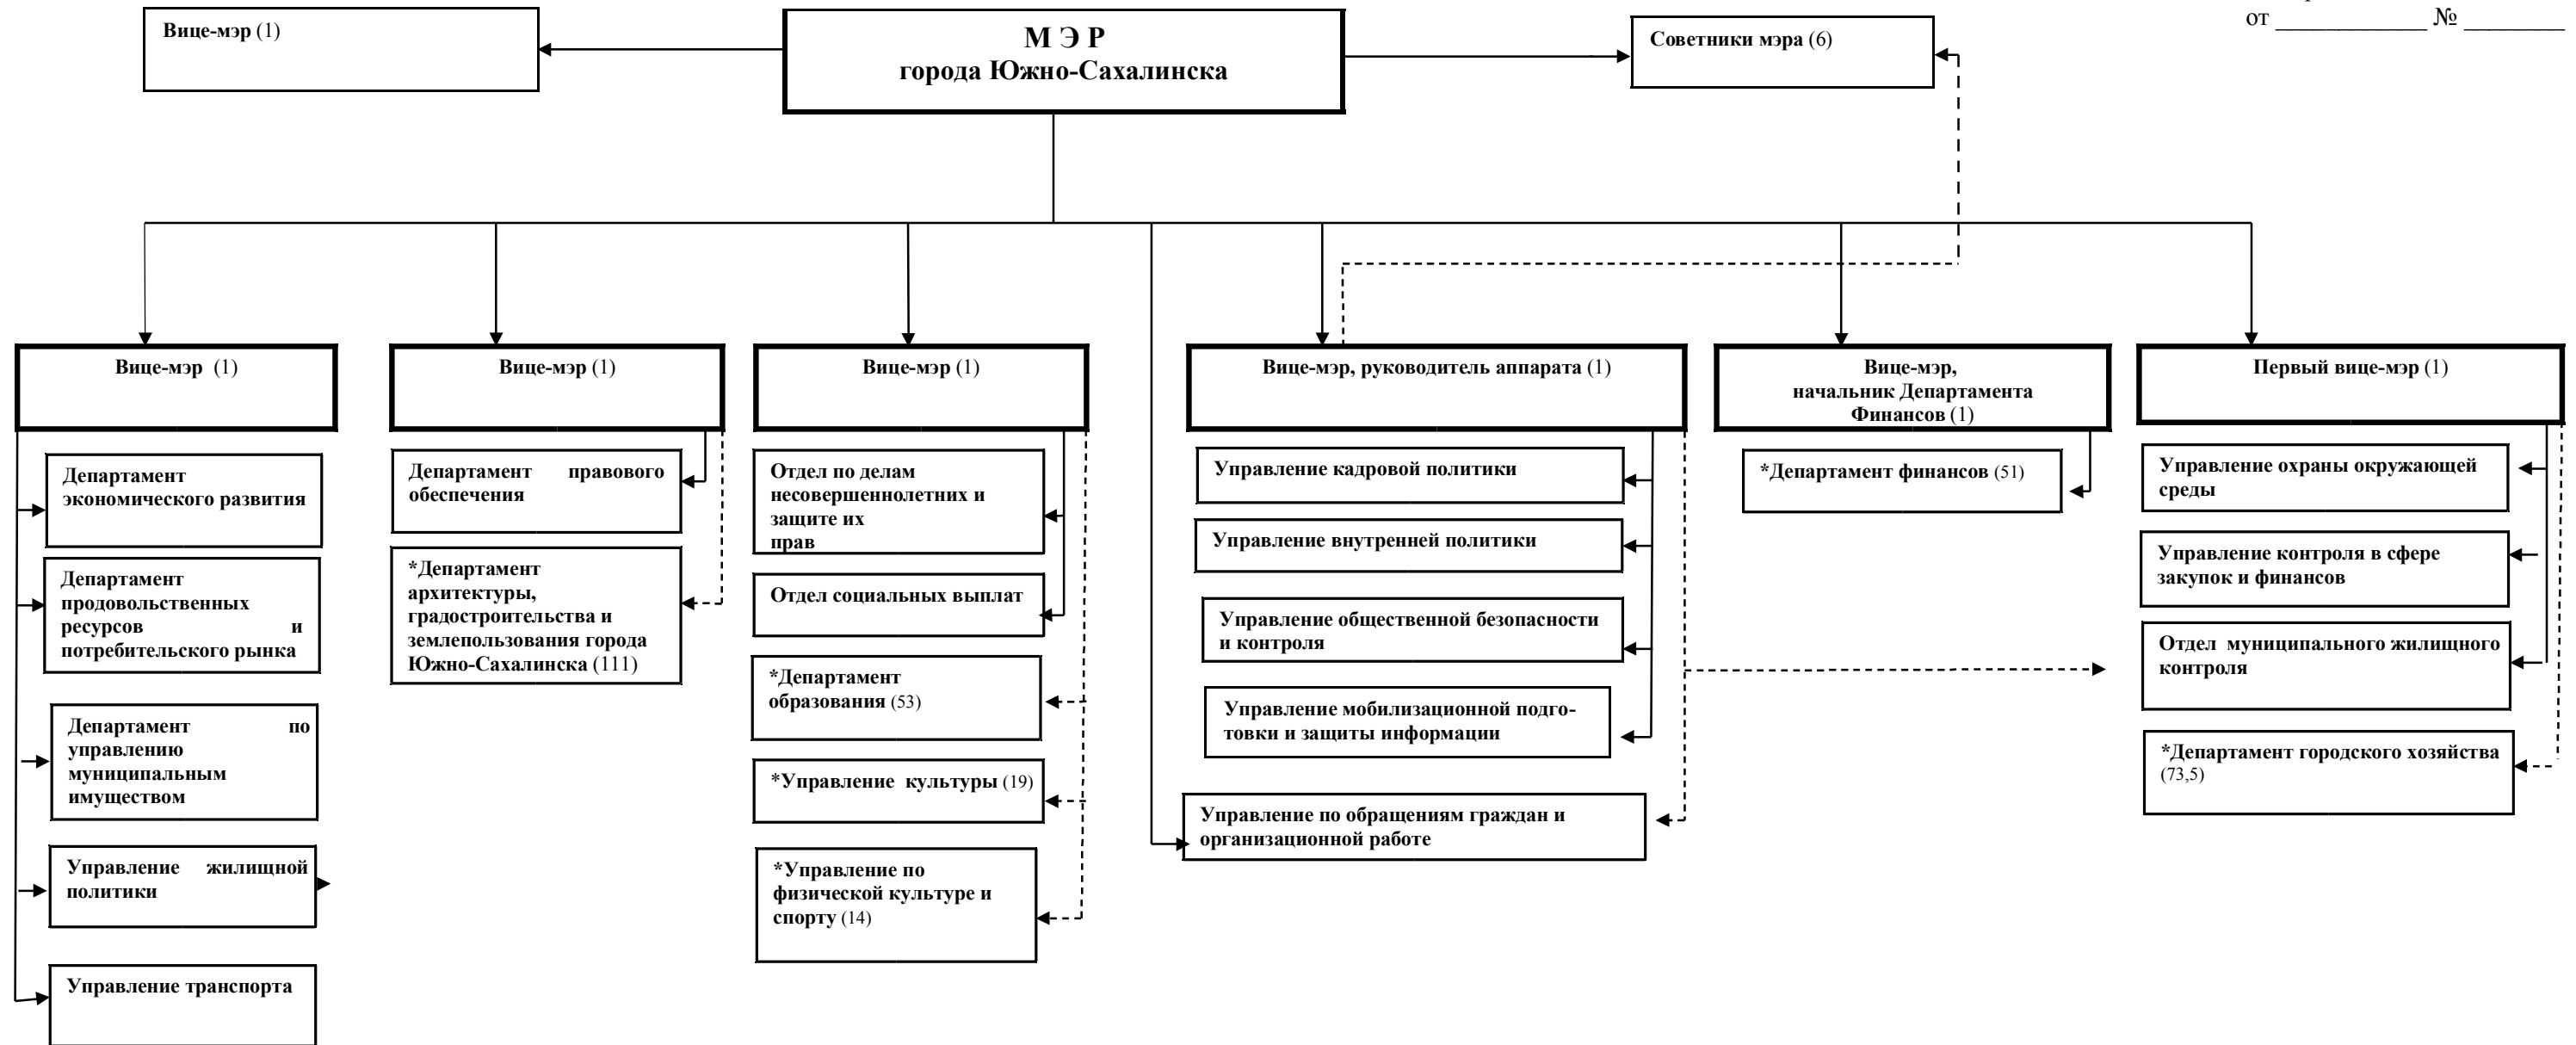 от ____________ № ________
Вице-мэр (1)
М Э Р
города Южно-Сахалинска
Советники мэра (6)
Вице-мэр (1)
Вице-мэр (1)
Вице-мэр (1)
Вице-мэр, руководитель аппарата (1)
Вице-мэр,
начальник Департамента
Финансов (1)
Первый вице-мэр (1)
Департамент
экономического развития
Департамент
продовольственных
ресурсов и
потребительского рынка
Департамент по
управлению
муниципальным
имуществом
Управление жилищной
политики
Управление транспорта
Департамент правового
обеспечения
*Департамент
архитектуры,
градостроительства и
землепользования города
Южно-Сахалинска (111)
Отдел по делам
несовершеннолетних и
защите их
прав
Отдел социальных выплат
*Департамент
образования (53)
*Управление культуры (19)
*Управление по
физической культуре и
спорту (14)
Управление кадровой политики
Управление внутренней политики
Управление общественной безопасности
и контроля
Управление мобилизационной подго-
товки и защиты информации
Управление по обращениям граждан и
организационной работе
*Департамент финансов (51)
Управление охраны окружающей
среды
Управление контроля в сфере
закупок и финансов
Отдел муниципального жилищного
контроля
*Департамент городского хозяйства
(73,5)